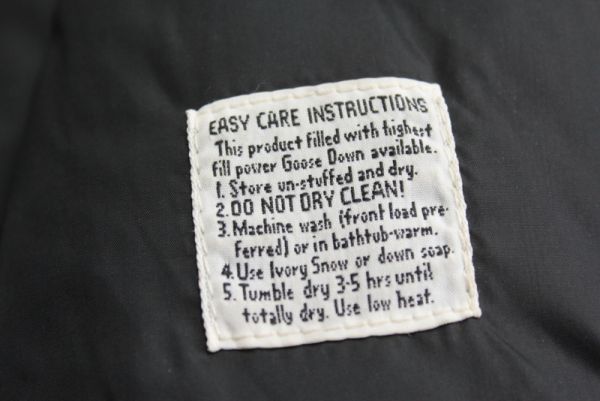 EASY CARE INSTRUCTIONS
This product filled with highest
fill power Goose Down available.
1. Store un-stuffed and dry.
2. DO NOT DRY CLEAN!
3. Machine wash (front load pre-
ferred) or in bathtub-warm.
4. Use Ivory Snow or down soap.
5. Tumble dry 3-5 hrs until
totally dry. Use low heat.